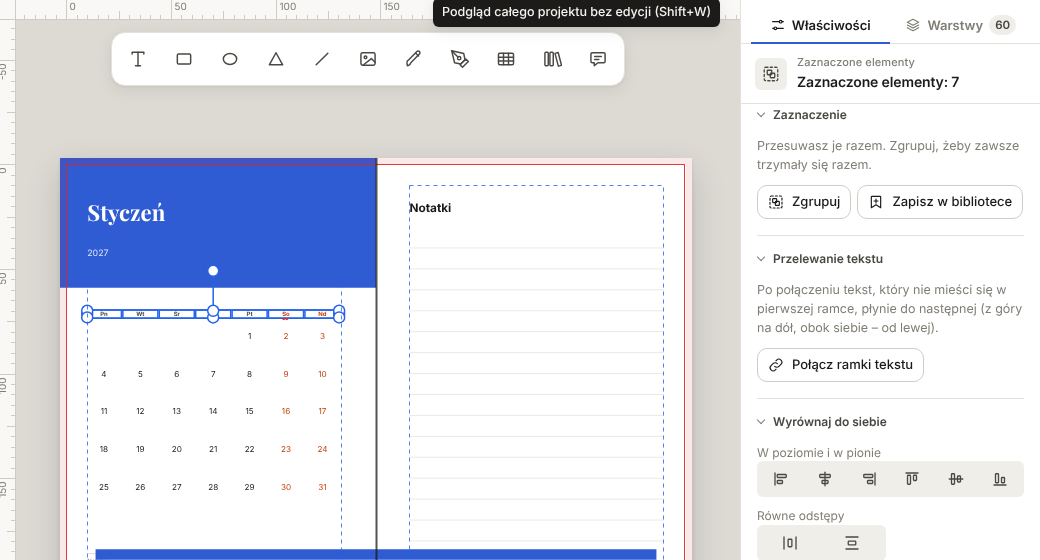 0
50
100
150
Podgląd całego projektu bez edycji (Shift+W)
Właściwości
Warstwy 60
Zaznaczone elementy
Zaznaczone elementy: 7
Zaznaczenie
Przesuwasz je razem. Zgrupuj, żeby zawsze
trzymały się razem.
Zgrupuj
Zapisz w bibliotece
Przelewanie tekstu
Po połączeniu tekst, który nie mieści się w
pierwszej ramce, płynie do następnej (z góry
na dół, obok siebie – od lewej).
Połącz ramki tekstu
Wyrównaj do siebie
W poziomie i w pionie
Równe odstępy
-50
0
50
100
150
Styczeń
2027
Pn Wt Sr Pt So Nd
1 2 3
4 5 6 7 8 9 10
11 12 13 14 15 16 17
18 19 20 21 22 23 24
25 26 27 28 29 30 31
Notatki